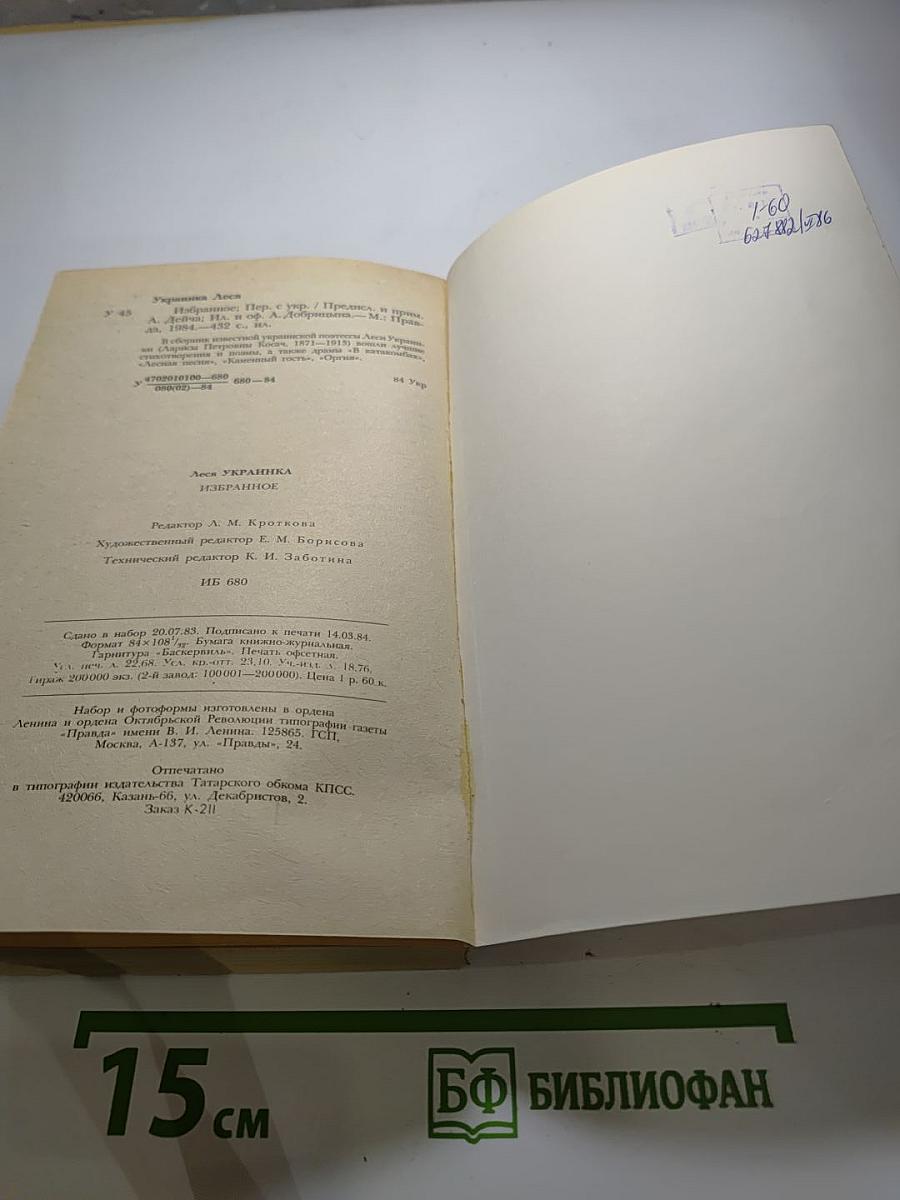 Украинка Леся
У 45 Избранное; Пер. с укр. / Предисл. и прим.
А. Дейча; Ил. и оф. А. Добрицына.— М.: Прав-
да, 1984.—432 с., ил.
В сборник известной украинской поэтессы Леси Украин-
ки (Ларисы Петровны Косач, 1871—1913) вошли лучшие
стихотворения и поэмы, а также драмы «В катакомбах»,
«Лесная песня», «Каменный гость», «Оргия».
У 4702010100—680
080(02)—84
680—84
84 Укр
Леся УКРАИНКА
ИЗБРАННОЕ
Редактор Л. М. Кроткова
Художественный редактор Е. М. Борисова
Технический редактор К. И. Заботина
ИБ 680
Сдано в набор 20.07.83. Подписано к печати 14.03.84.
Формат 84×108¹/₃₂. Бумага книжно-журнальная.
Гарнитура «Баскервиль». Печать офсетная.
Усл. печ. л. 22,68. Усл. кр.-отт. 23,10. Уч.-изд. л. 18,76.
Тираж 200000 экз. (2-й завод: 100001—200000). Цена 1 р. 60 к.
Набор и фотоформы изготовлены в ордена
Ленина и ордена Октябрьской Революции типографии газеты
«Правда» имени В. И. Ленина. 125865. ГСП,
Москва, А-137, ул. «Правды», 24.
Отпечатано
в типографии издательства Татарского обкома КПСС.
420066, Казань-66, ул. Декабристов, 2.
Заказ К-211
1-60
15 см
БФ БИБЛИОФАН